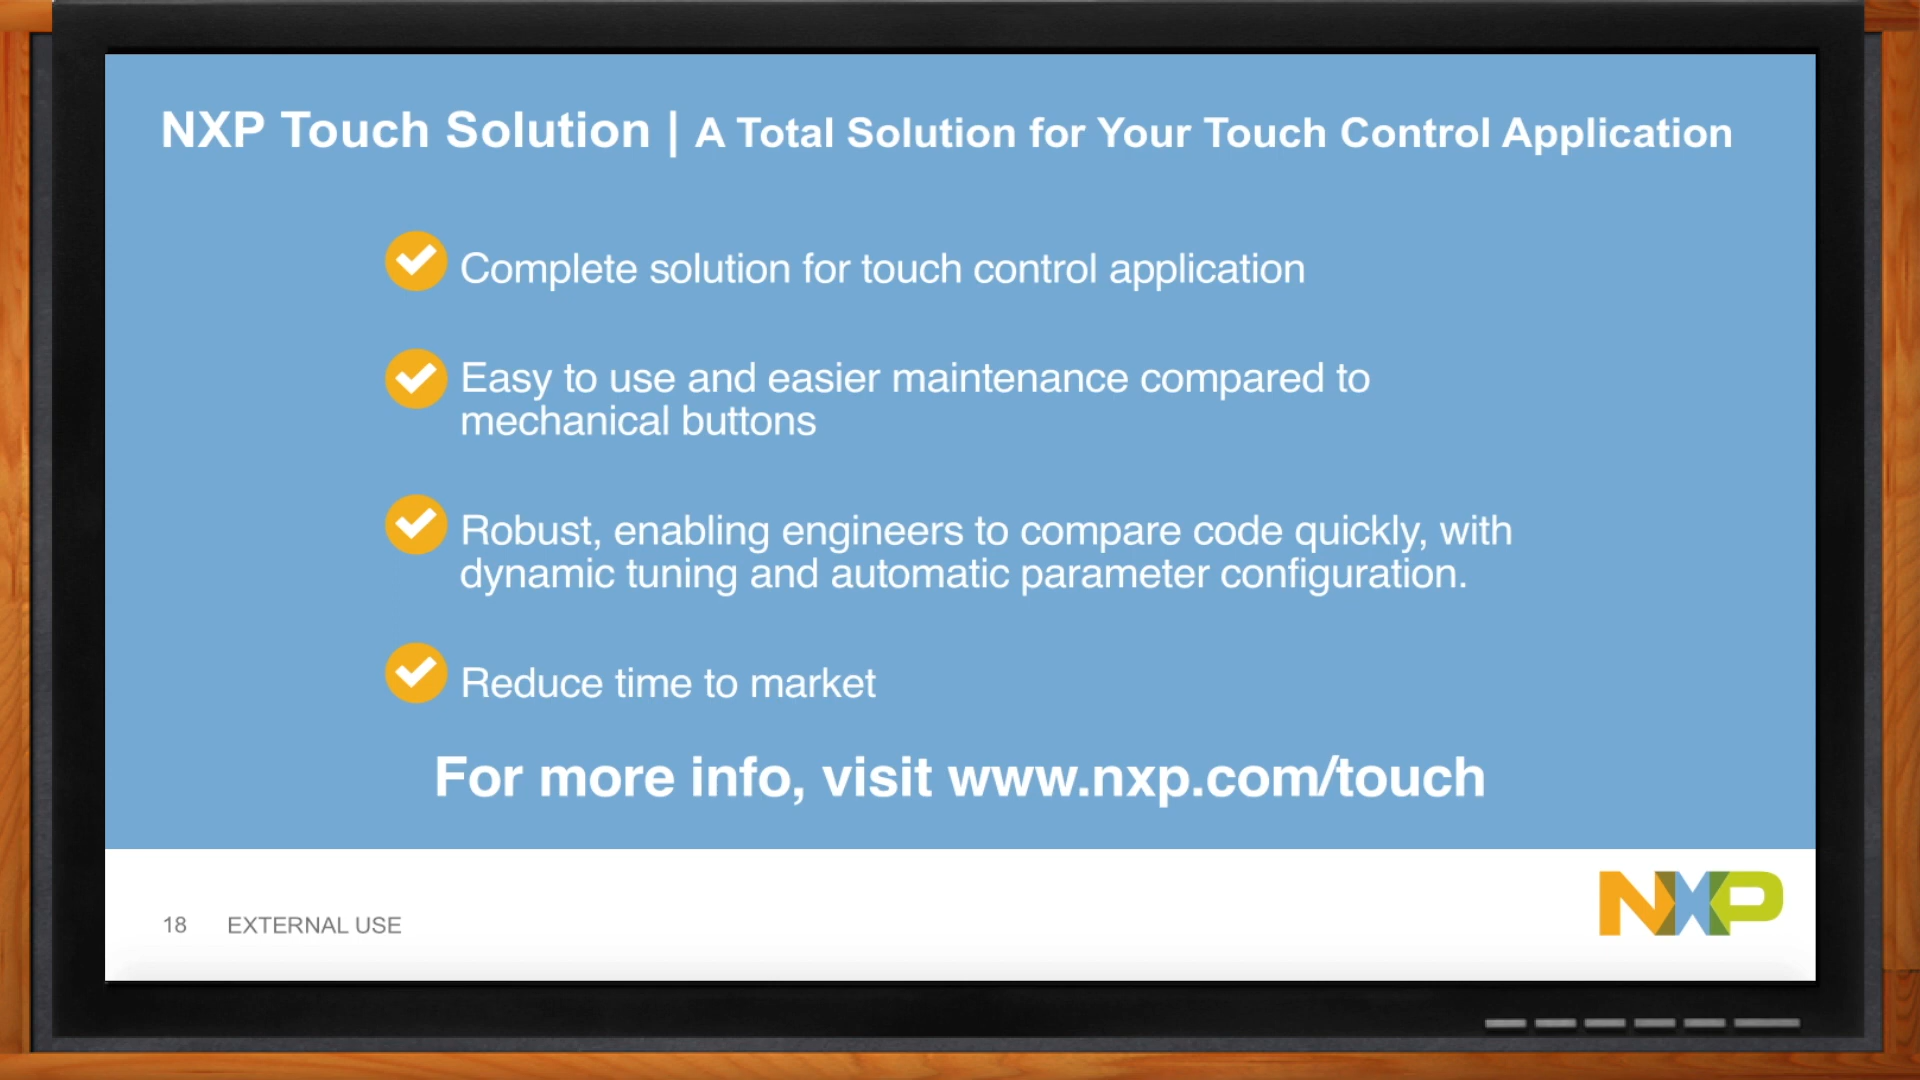 NXP Touch Solution | A Total Solution for Your Touch Control Application
Complete solution for touch control application
Easy to use and easier maintenance compared to
mechanical buttons
Robust, enabling engineers to compare code quickly, with
dynamic tuning and automatic parameter configuration.
Reduce time to market
For more info, visit www.nxp.com/touch
18 EXTERNAL USE
NXP